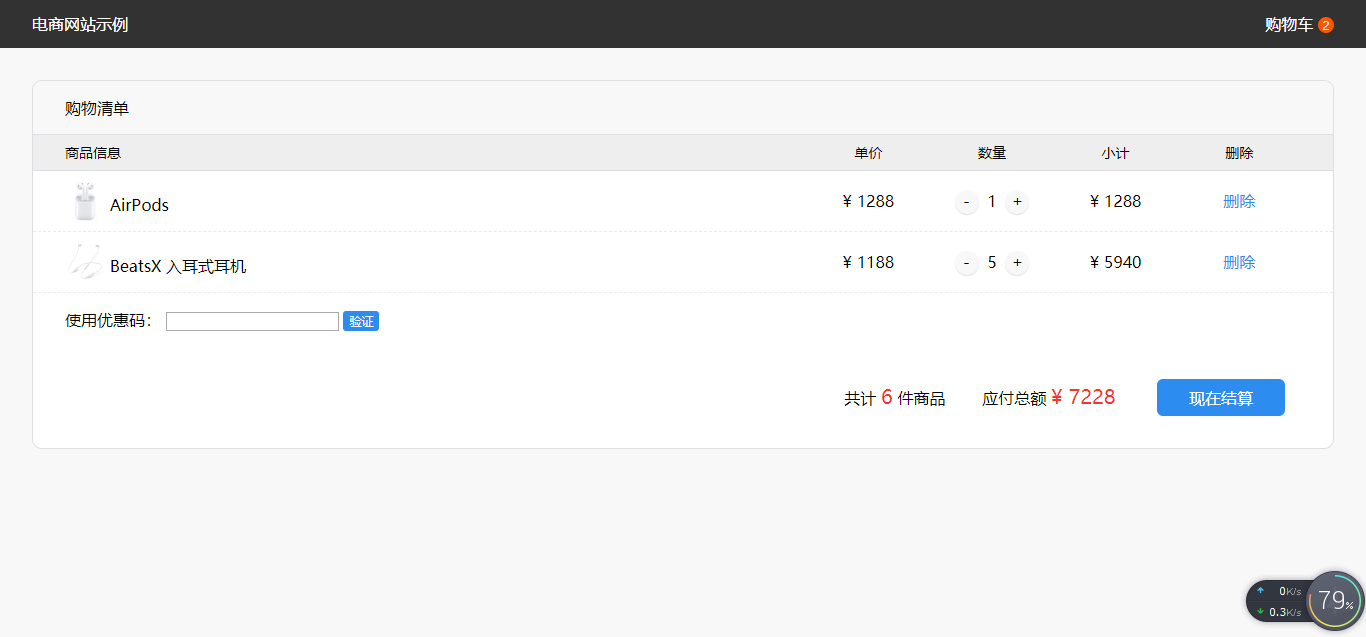 电商网站示例 购物车 2
购物清单
商品信息 单价 数量 小计 删除
AirPods ¥ 1288 - 1 + ¥ 1288 删除
BeatsX 入耳式耳机 ¥ 1188 - 5 + ¥ 5940 删除
使用优惠码： 验证
共计 6 件商品 应付总额 ¥ 7228 现在结算
0K/s
0.3K/s
79%